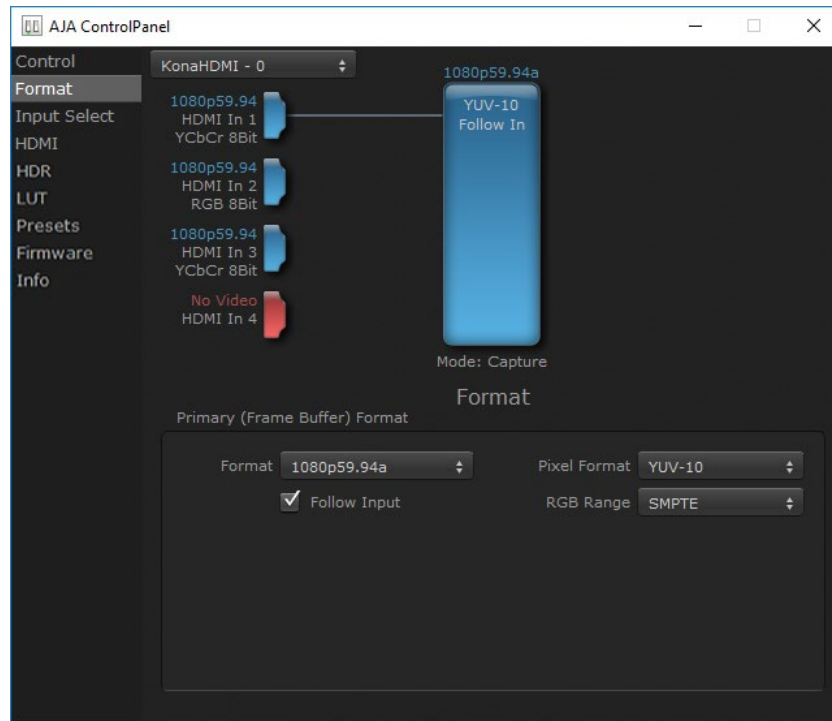 AJA ControlPanel
Control
Format
Input Select
HDMI
HDR
LUT
Presets
Firmware
Info
KonaHDMI - 0
1080p59.94
HDMI In 1
YCbCr 8Bit
1080p59.94
HDMI In 2
RGB 8Bit
1080p59.94
HDMI In 3
YCbCr 8Bit
No Video
HDMI In 4
1080p59.94a
YUV-10
Follow In
Mode: Capture
Format
Primary (Frame Buffer) Format
Format 1080p59.94a
Follow Input
Pixel Format YUV-10
RGB Range SMPTE